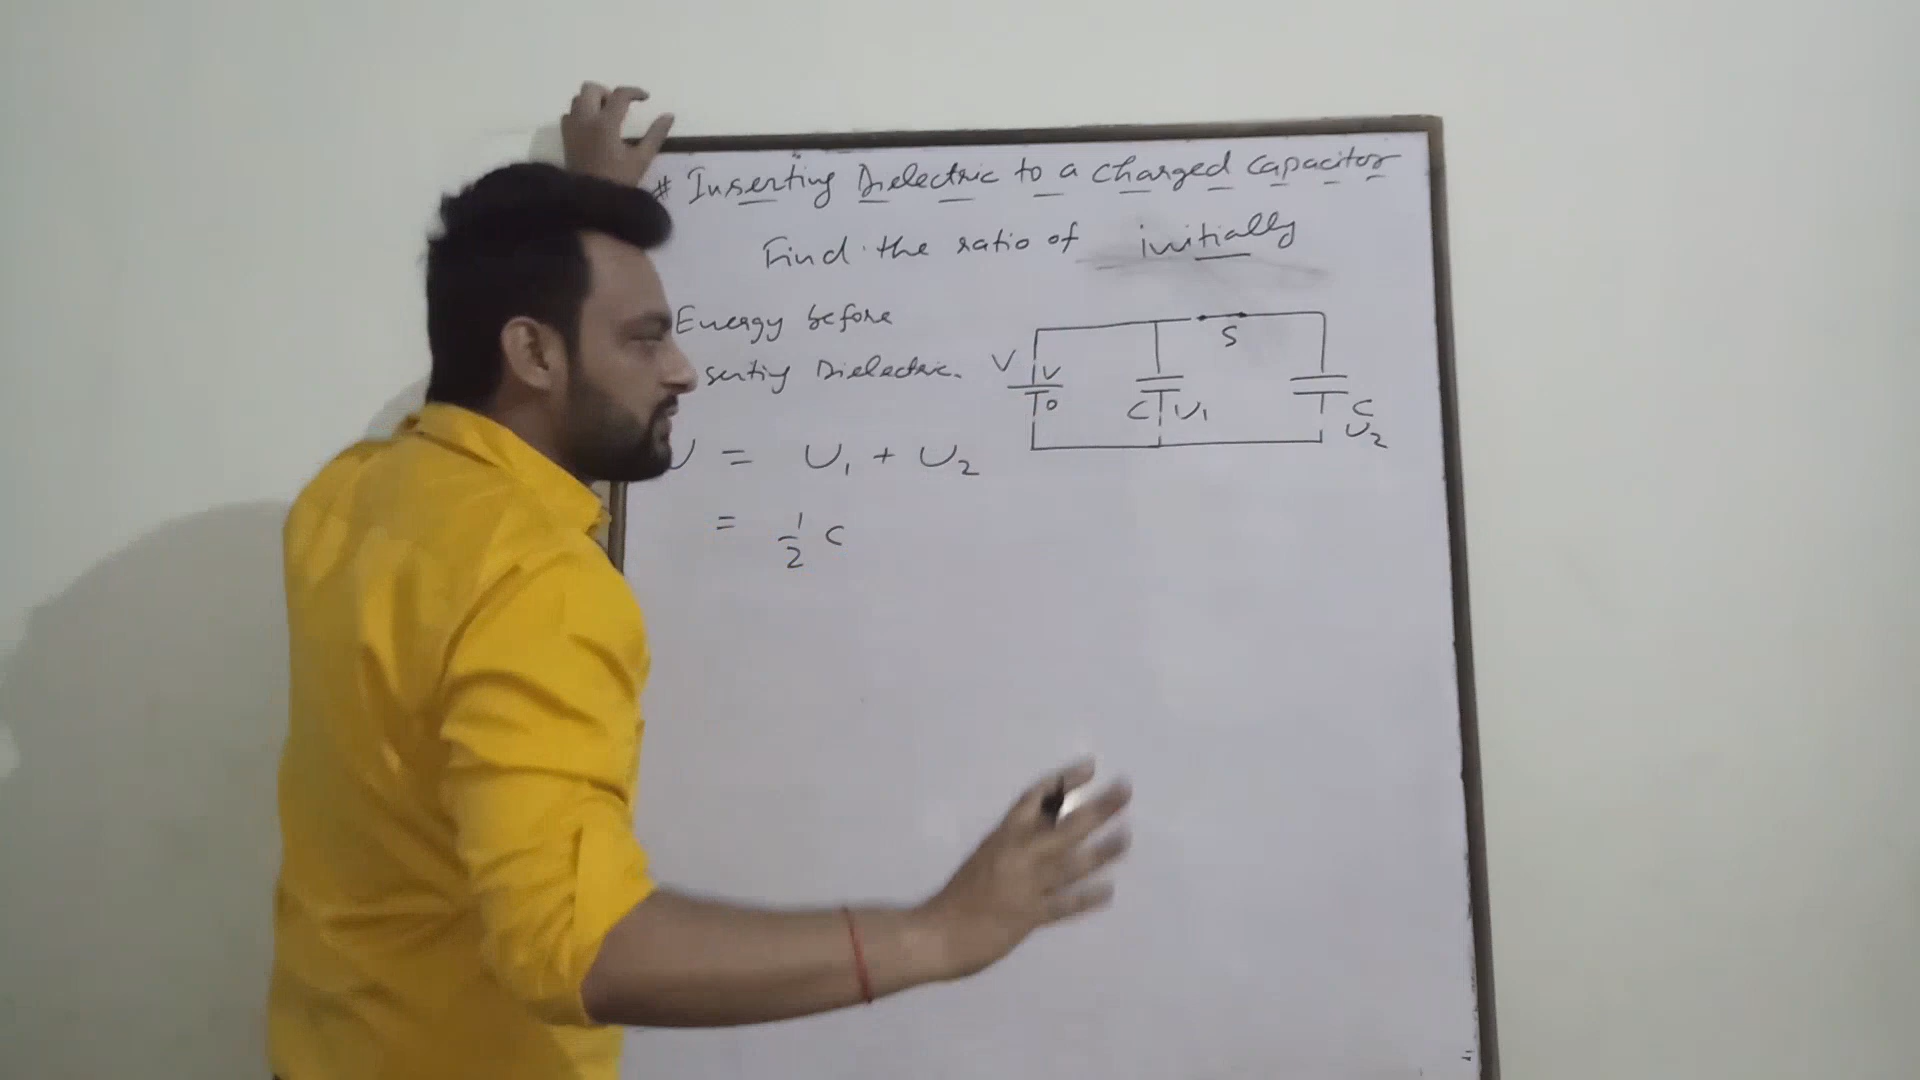 # Inserting Dielectric to a charged capacitor
Find the ratio of initially
Energy before
serting Dielectric.
V V
0
S
C U₁
C
U₂
U = U₁ + U₂
= 1/2 C